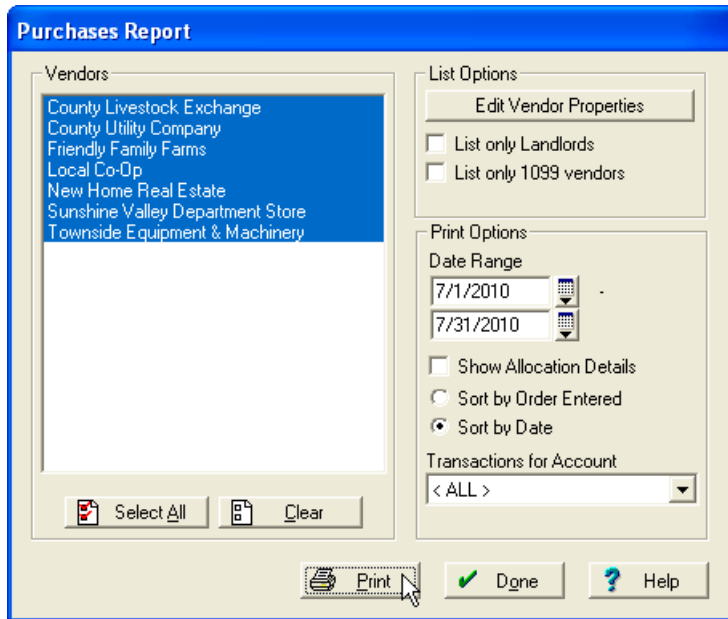 Purchases Report
Vendors
County Livestock Exchange
County Utility Company
Friendly Family Farms
Local Co-Op
New Home Real Estate
Sunshine Valley Department Store
Townside Equipment & Machinery
Select All
Clear
List Options
Edit Vendor Properties
List only Landlords
List only 1099 vendors
Print Options
Date Range
7/1/2010 -
7/31/2010
Show Allocation Details
Sort by Order Entered
Sort by Date
Transactions for Account
< ALL >
Print
Done
Help